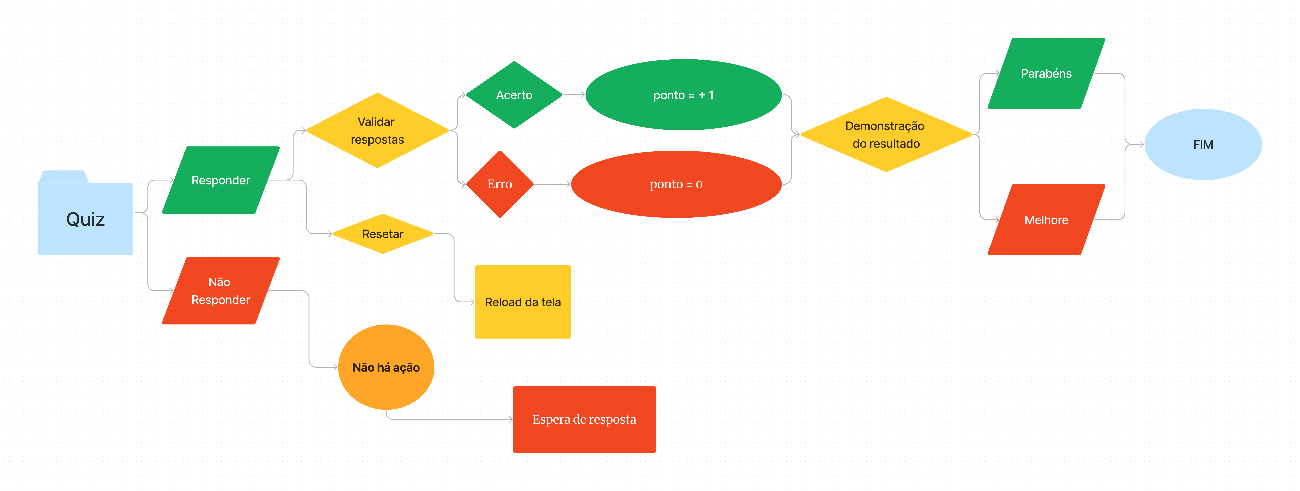 Quiz
Responder
Não
Responder
Validar
respostas
Resetar
Reload da tela
Não há ação
Espera de resposta
Acerto
Erro
ponto = + 1
ponto = 0
Demonstração
do resultado
Parabéns
Melhore
FIM